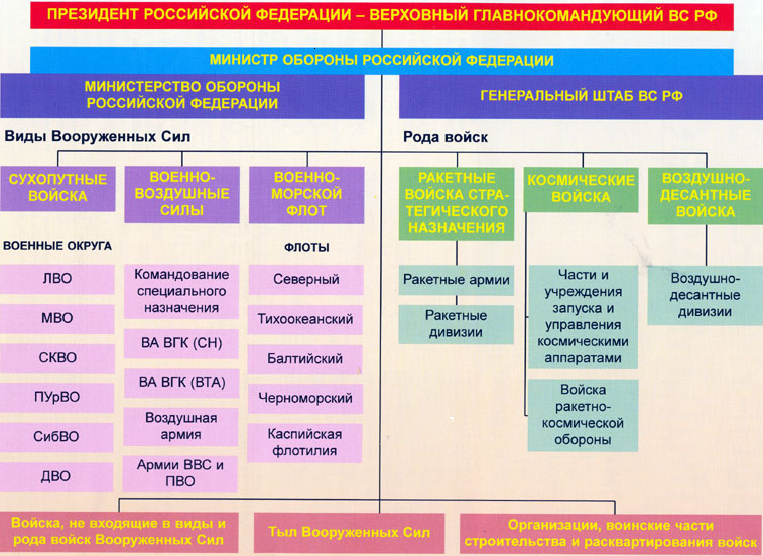 ПРЕЗИДЕНТ РОССИЙСКОЙ ФЕДЕРАЦИИ – ВЕРХОВНЫЙ ГЛАВНОКОМАНДУЮЩИЙ ВС РФ
МИНИСТР ОБОРОНЫ РОССИЙСКОЙ ФЕДЕРАЦИИ
МИНИСТЕРСТВО ОБОРОНЫ
РОССИЙСКОЙ ФЕДЕРАЦИИ
ГЕНЕРАЛЬНЫЙ ШТАБ ВС РФ
Виды Вооруженных Сил
СУХОПУТНЫЕ
ВОЙСКА
ВОЕННО-
ВОЗДУШНЫЕ
СИЛЫ
ВОЕННО-
МОРСКОЙ
ФЛОТ
ВОЕННЫЕ ОКРУГА
ЛВО
МВО
СКВО
ПУрВО
СибВО
ДВО
Командование
специального
назначения
ВА ВГК (СН)
ВА ВГК (ВТА)
Воздушная
армия
Армии ВВС и
ПВО
ФЛОТЫ
Северный
Тихоокеанский
Балтийский
Черноморский
Каспийская
флотилия
Рода войск
РАКЕТНЫЕ
ВОЙСКА СТРА-
ТЕГИЧЕСКОГО
НАЗНАЧЕНИЯ
КОСМИЧЕСКИЕ
ВОЙСКА
ВОЗДУШНО-
ДЕСАНТНЫЕ
ВОЙСКА
Ракетные армии
Ракетные
дивизии
Части и
учреждения
запуска и
управления
космическими
аппаратами
Войска
ракетно-
космической
обороны
Воздушно-
десантные
дивизии
Войска, не входящие в виды и
рода войск Вооруженных Сил
Тыл Вооруженных Сил
Организации, воинские части
строительства и расквартирования войск